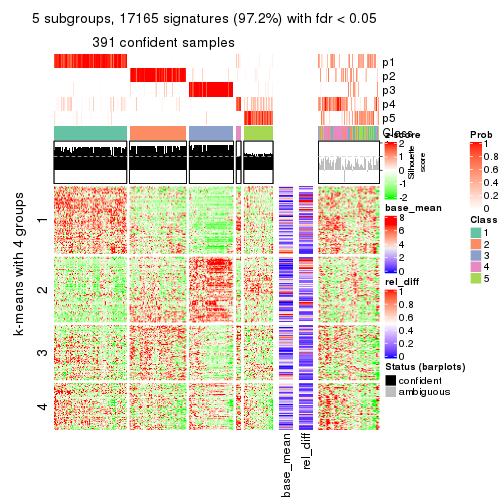 5 subgroups, 17165 signatures (97.2%) with fdr < 0.05
391 confident samples
p1
p2
p3
p4
p5
Class
Silhouette
score
k-means with 4 groups
1
2
3
4
base_mean
rel_diff
z-score
2
1
0
-1
-2
base_mean
8
6
4
2
0
rel_diff
1
0.8
0.6
0.4
0.2
0
Status (barplots)
confident
ambiguous
Prob
1
0.8
0.6
0.4
0.2
0
Class
1
2
3
4
5